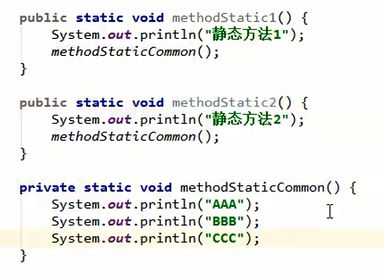 public static void methodStatic1() {
System.out.println("静态方法1");
methodStaticCommon();
}
public static void methodStatic2() {
System.out.println("静态方法2");
methodStaticCommon();
}
private static void methodStaticCommon() {
System.out.println("AAA");
System.out.println("BBB");
System.out.println("CCC");
}